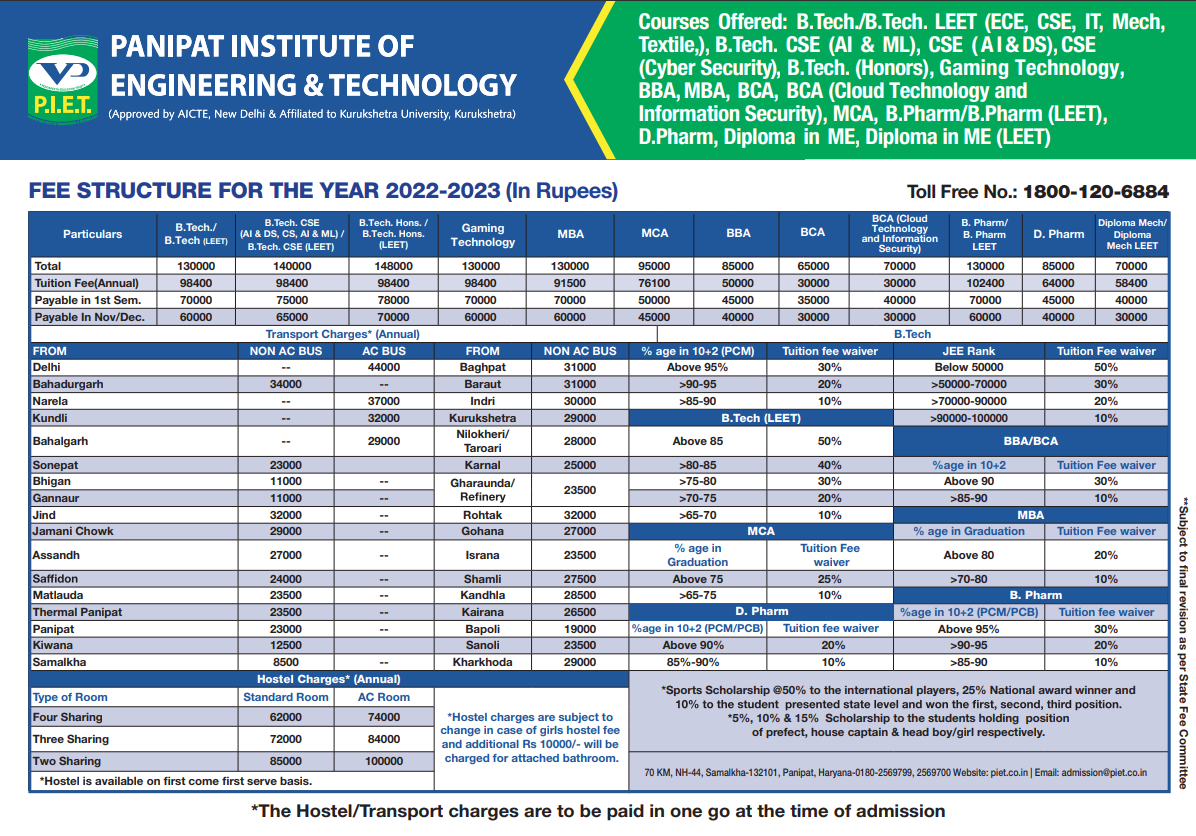 PANIPAT INSTITUTE OF
ENGINEERING & TECHNOLOGY
(Approved by AICTE, New Delhi & Affiliated to Kurukshetra University, Kurukshetra)
P.I.E.T.
Courses Offered: B.Tech./B.Tech. LEET (ECE, CSE, IT, Mech,
Textile,), B.Tech. CSE (AI & ML), CSE (AI&DS), CSE
(Cyber Security), B.Tech. (Honors), Gaming Technology,
BBA, MBA, BCA, BCA (Cloud Technology and
Information Security), MCA, B.Pharm/B.Pharm (LEET),
D.Pharm, Diploma in ME, Diploma in ME (LEET)
FEE STRUCTURE FOR THE YEAR 2022-2023 (In Rupees)
Toll Free No.: 1800-120-6884
Particulars B.Tech./ B.Tech (LEET) B.Tech. CSE (AI & DS, CS, AI & ML) / B.Tech. CSE (LEET) B.Tech. Hons. / B.Tech. Hons. (LEET) Gaming Technology MBA MCA BBA BCA BCA (Cloud Technology and Information Security) B. Pharm/ B. Pharm LEET D. Pharm Diploma Mech/ Diploma Mech LEET
Total 130000 140000 148000 130000 130000 95000 85000 65000 70000 130000 85000 70000
Tuition Fee(Annual) 98400 98400 98400 98400 91500 76100 50000 30000 30000 102400 64000 58400
Payable in 1st Sem. 70000 75000 78000 70000 70000 50000 45000 35000 40000 70000 45000 40000
Payable In Nov/Dec. 60000 65000 70000 60000 60000 45000 40000 30000 30000 60000 40000 30000
Transport Charges* (Annual) B.Tech
FROM NON AC BUS AC BUS FROM NON AC BUS % age in 10+2 (PCM) Tuition fee waiver JEE Rank Tuition Fee waiver
Delhi -- 44000 Baghpat 31000 Above 95% 30% Below 50000 50%
Bahadurgarh 34000 -- Baraut 31000 >90-95 20% >50000-70000 30%
Narela -- 37000 Indri 30000 >85-90 10% >70000-90000 20%
Kundli -- 32000 Kurukshetra 29000 B.Tech (LEET) >90000-100000 10%
Bahalgarh -- 29000 Nilokheri/ Taroari 28000 Above 85 50% BBA/BCA
Sonepat 23000 -- Karnal 25000 >80-85 40% %age in 10+2 Tuition Fee waiver
Bhigan 11000 -- Gharaunda/ Refinery 23500 >75-80 30% Above 90 30%
Gannaur 11000 -- >70-75 20% >85-90 10%
Jind 32000 -- Rohtak 32000 >65-70 10% MBA
Jamani Chowk 29000 -- Gohana 27000 MCA % age in Graduation Tuition Fee waiver
Assandh 27000 -- Israna 23500 % age in Graduation Tuition Fee waiver Above 80 20%
Saffidon 24000 -- Shamli 27500 Above 75 25% >70-80 10%
Matlauda 23500 -- Kandhla 28500 >65-75 10% B. Pharm
Thermal Panipat 23500 -- Kairana 26500 D. Pharm %age in 10+2 (PCM/PCB) Tuition fee waiver
Panipat 23000 -- Bapoli 19000 %age in 10+2 (PCM/PCB) Tuition fee waiver Above 95% 30%
Kiwana 12500 -- Sanoli 23500 Above 90% 20% >90-95 20%
Samalkha 8500 -- Kharkhoda 29000 85%-90% 10% >85-90 10%
Hostel Charges* (Annual)
Type of Room Standard Room AC Room
Four Sharing 62000 74000
Three Sharing 72000 84000
Two Sharing 85000 100000
*Hostel is available on first come first serve basis.
*Hostel charges are subject to
change in case of girls hostel fee
and additional Rs 10000/- will be
charged for attached bathroom.
*Sports Scholarship @50% to the international players, 25% National award winner and
10% to the student presented state level and won the first, second, third position.
*5%, 10% & 15% Scholarship to the students holding position
of prefect, house captain & head boy/girl respectively.
70 KM, NH-44, Samalkha-132101, Panipat, Haryana-0180-2569799, 2569700 Website: piet.co.in | Email: admission@piet.co.in
**Subject to final revision as per State Fee Committee
*The Hostel/Transport charges are to be paid in one go at the time of admission